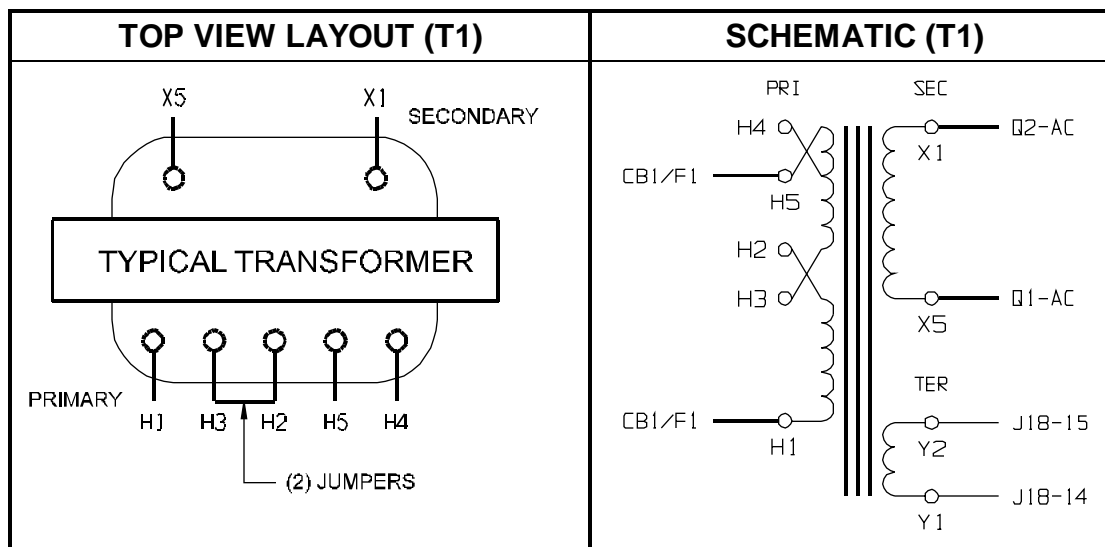 TOP VIEW LAYOUT (T1)
X5
X1
SECONDARY
TYPICAL TRANSFORMER
PRIMARY
H1
H3
H2
H5
H4
(2) JUMPERS
SCHEMATIC (T1)
PRI
SEC
H4
Q2-AC
X1
CB1/F1
H5
H2
H3
Q1-AC
X5
TER
CB1/F1
H1
J18-15
Y2
J18-14
Y1